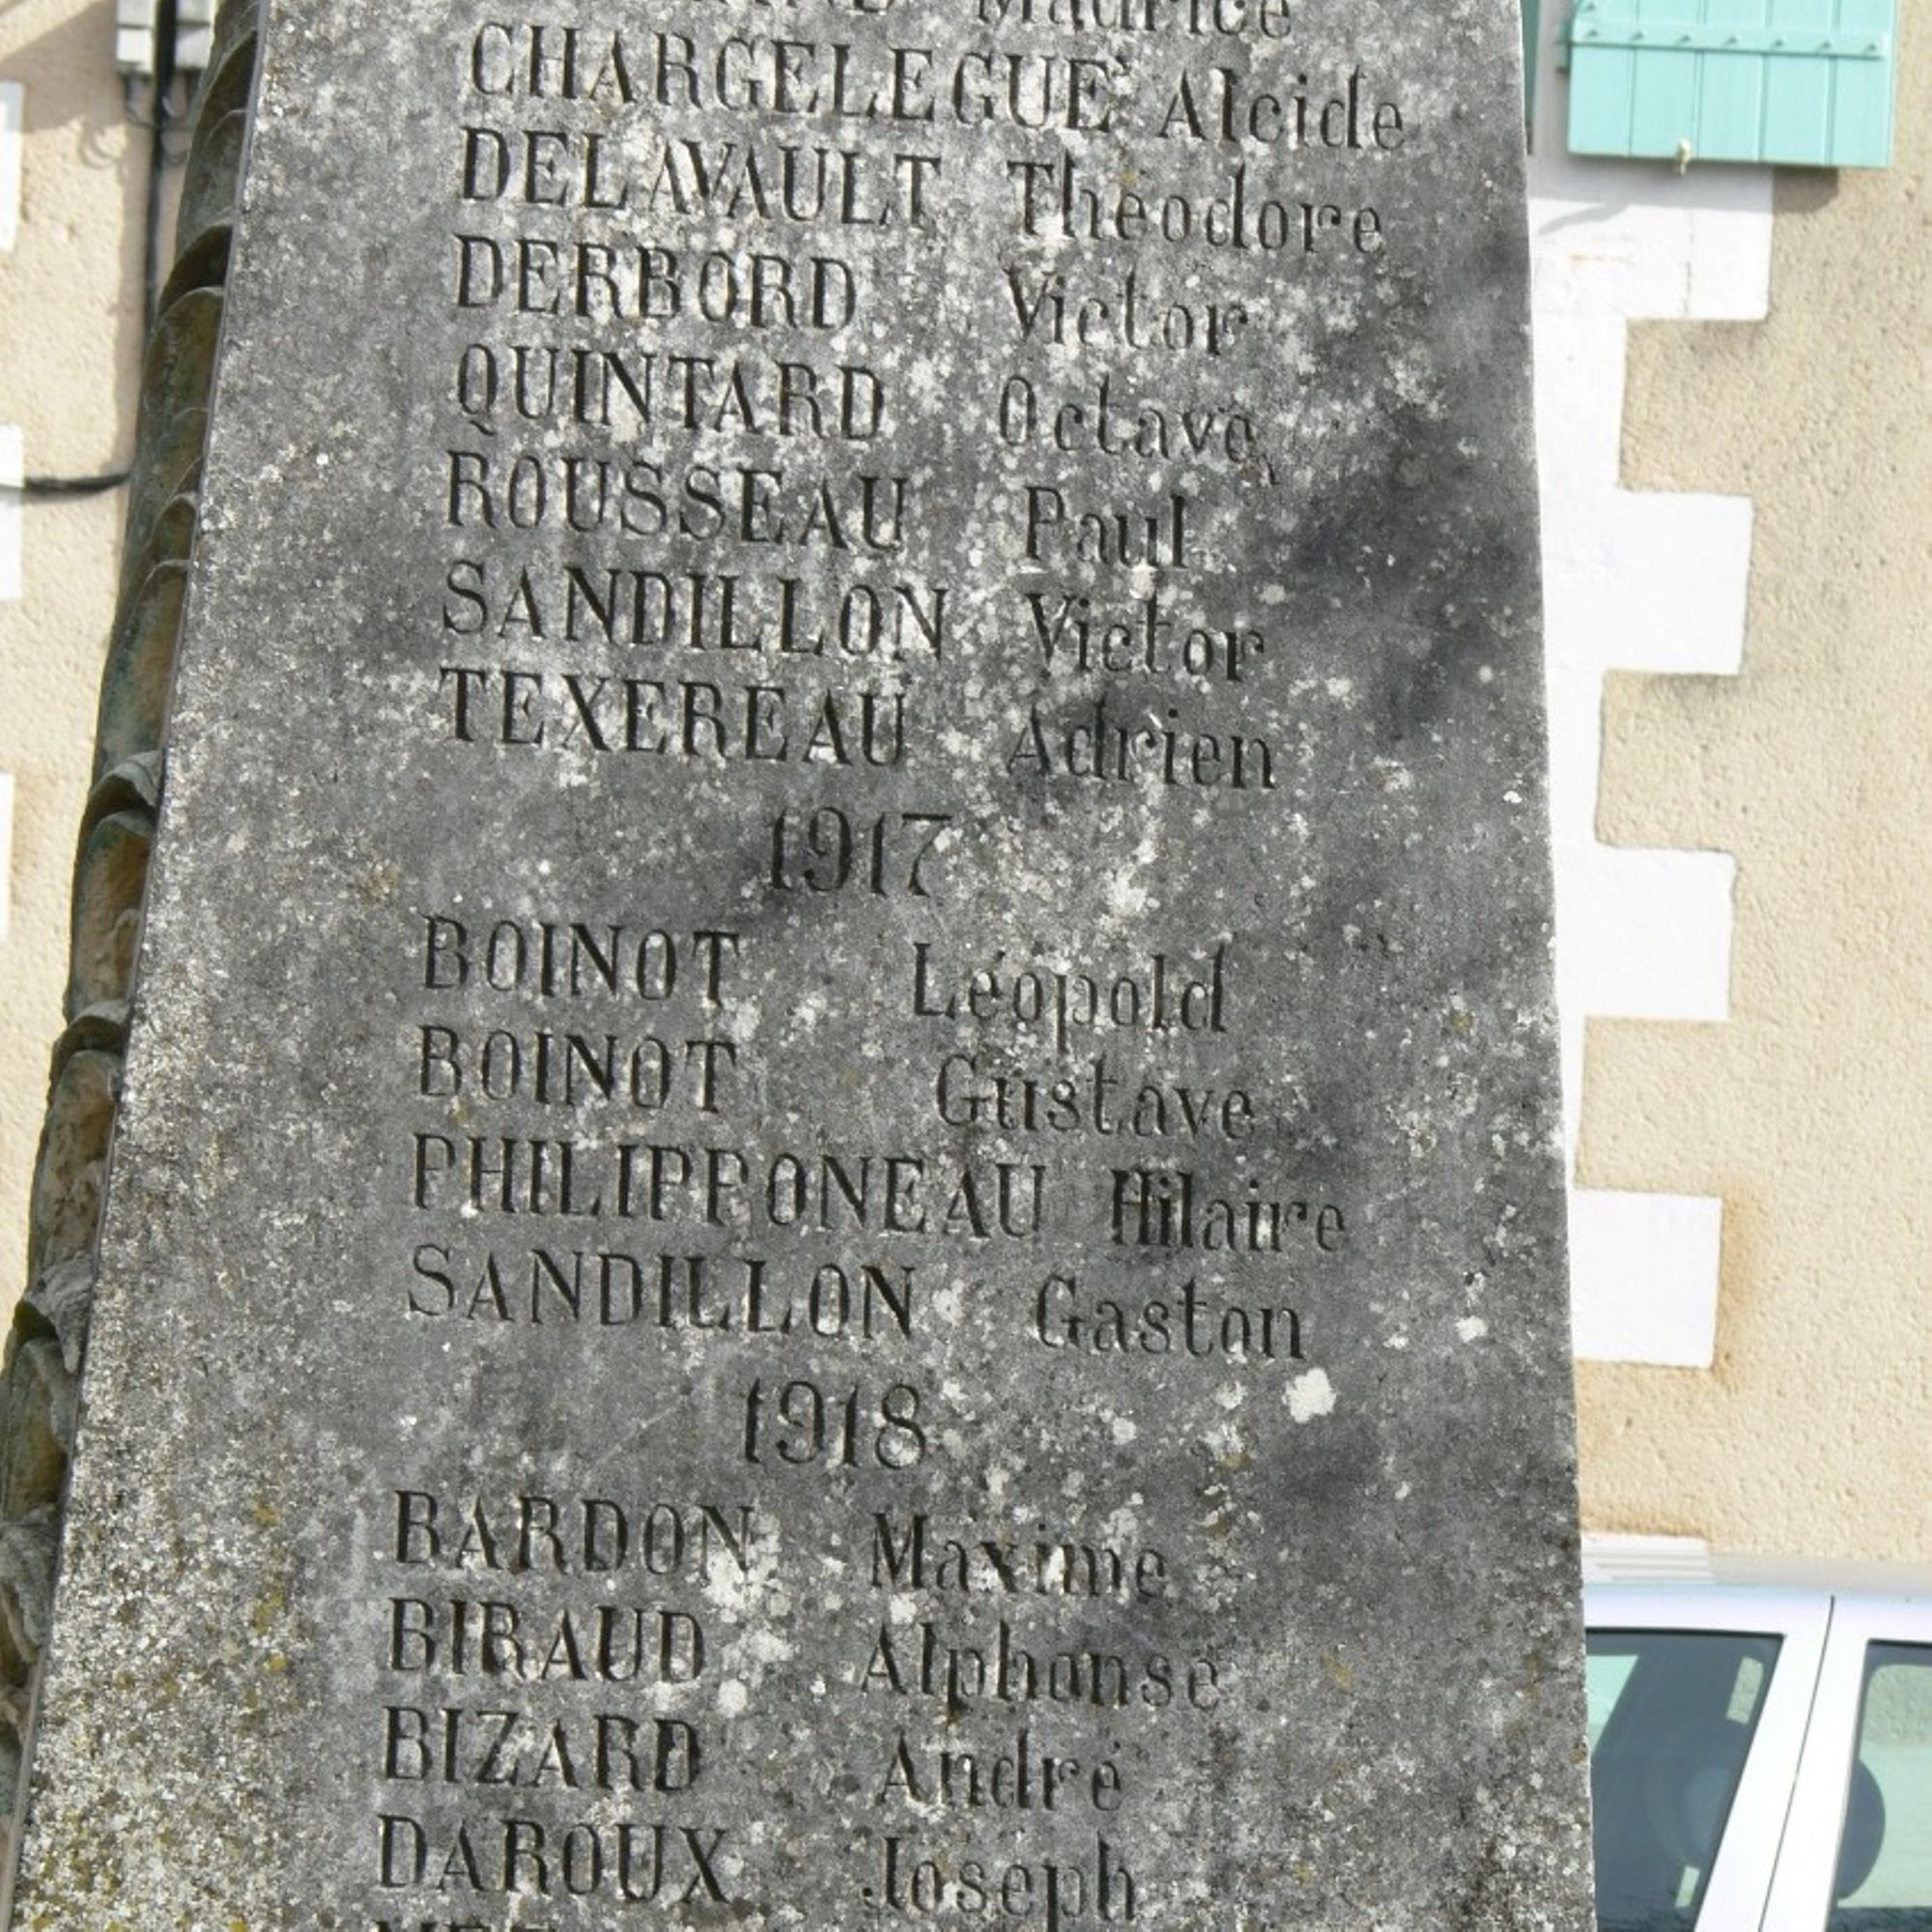 Maurice
CHARGELEGUE Alcide
DELAVAULT Théodore
DERBORD Victor
QUINTARD Octave
ROUSSEAU Paul
SANDILLON Victor
TEXEREAU Adrien
1917
BOINOT Léopold
BOINOT Gustave
PHILIPPONEAU Hilaire
SANDILLON Gaston
1918
BARDON Maxime
BIRAUD Alphonse
BIZARD André
DAROUX Joseph